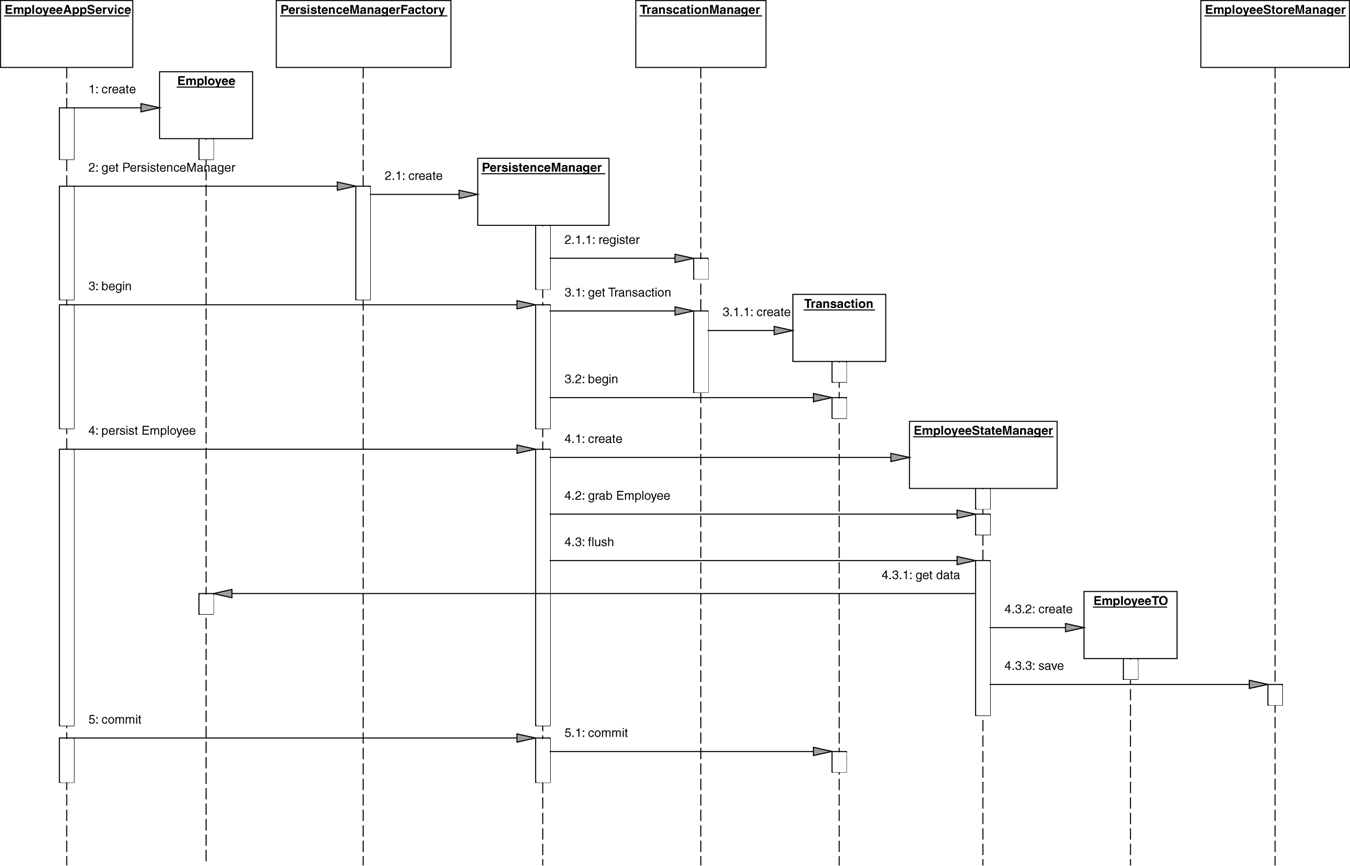 EmployeeAppService
PersistenceManagerFactory
TranscationManager
EmployeeStoreManager
Employee
1: create
2: get PersistenceManager
PersistenceManager
2.1: create
2.1.1: register
3: begin
3.1: get Transaction
Transaction
3.1.1: create
3.2: begin
4: persist Employee
EmployeeStateManager
4.1: create
4.2: grab Employee
4.3: flush
4.3.1: get data
EmployeeTO
4.3.2: create
4.3.3: save
5: commit
5.1: commit